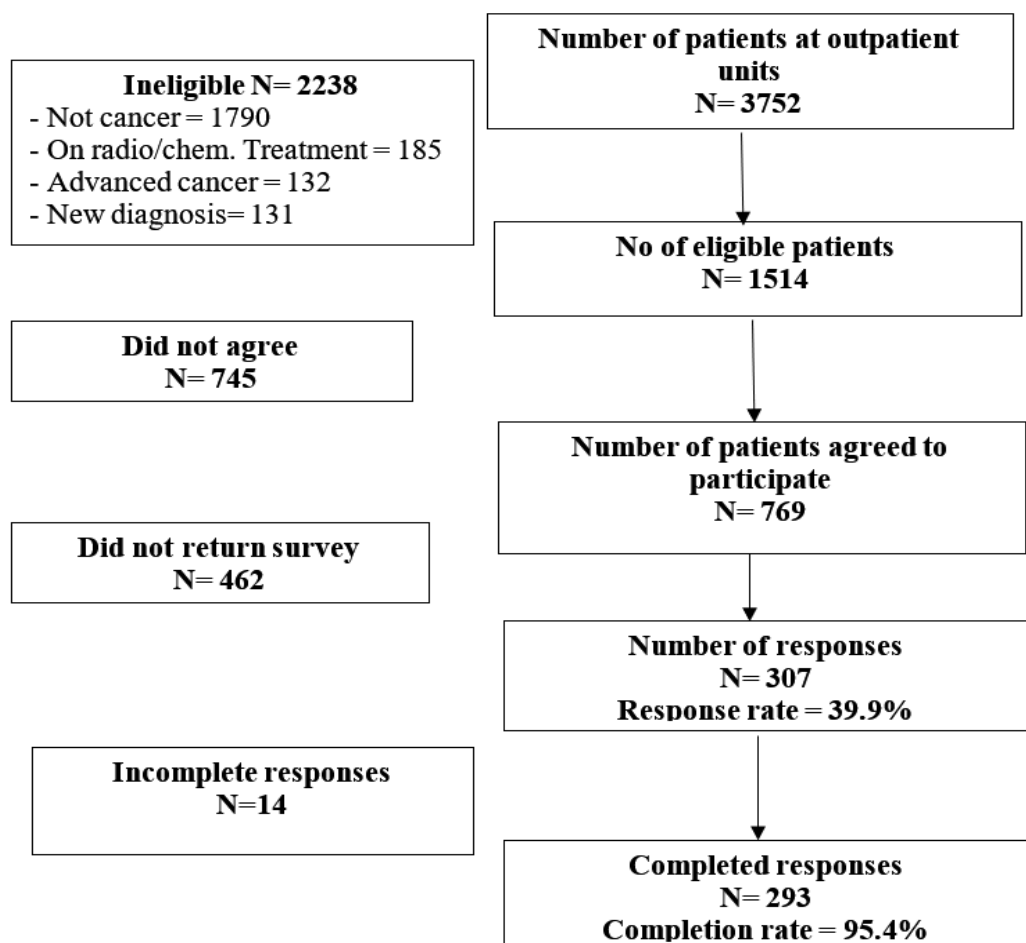 Number of patients at outpatient
units
N= 3752
Ineligible N= 2238
- Not cancer = 1790
- On radio/chem. Treatment = 185
- Advanced cancer = 132
- New diagnosis= 131
No of eligible patients
N= 1514
Did not agree
N= 745
Number of patients agreed to
participate
N= 769
Did not return survey
N= 462
Number of responses
N= 307
Response rate = 39.9%
Incomplete responses
N=14
Completed responses
N= 293
Completion rate = 95.4%